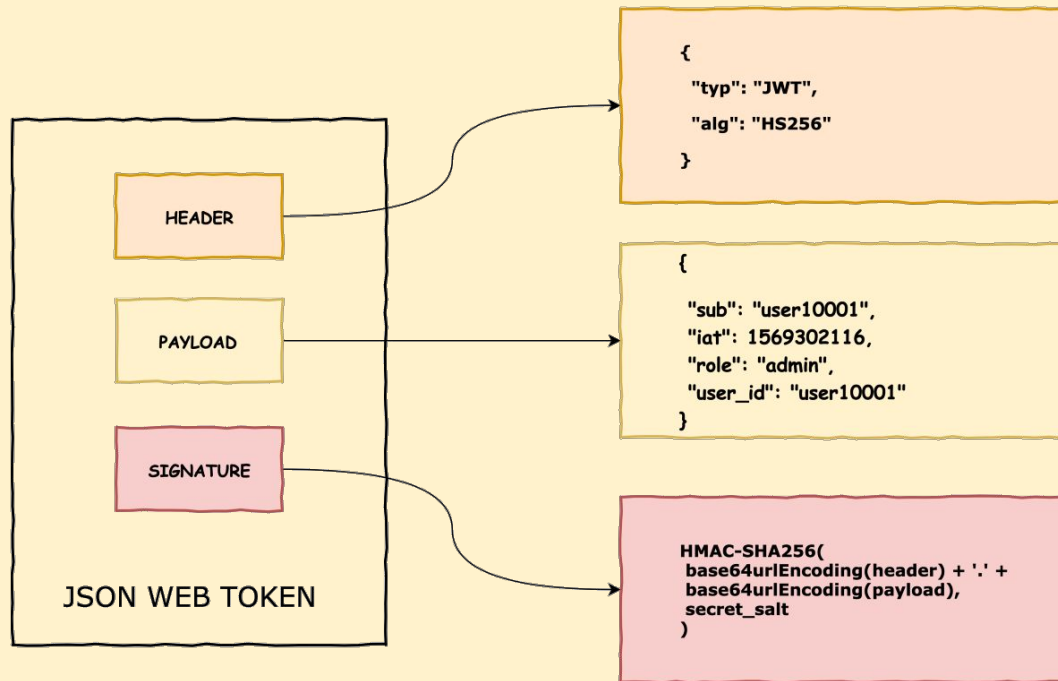 HEADER
PAYLOAD
SIGNATURE
JSON WEB TOKEN
{
"typ": "JWT",
"alg": "HS256"
}
{
"sub": "user10001",
"iat": 1569302116,
"role": "admin",
"user_id": "user10001"
}
HMAC-SHA256(
base64urlEncoding(header) + '.' +
base64urlEncoding(payload),
secret_salt
)